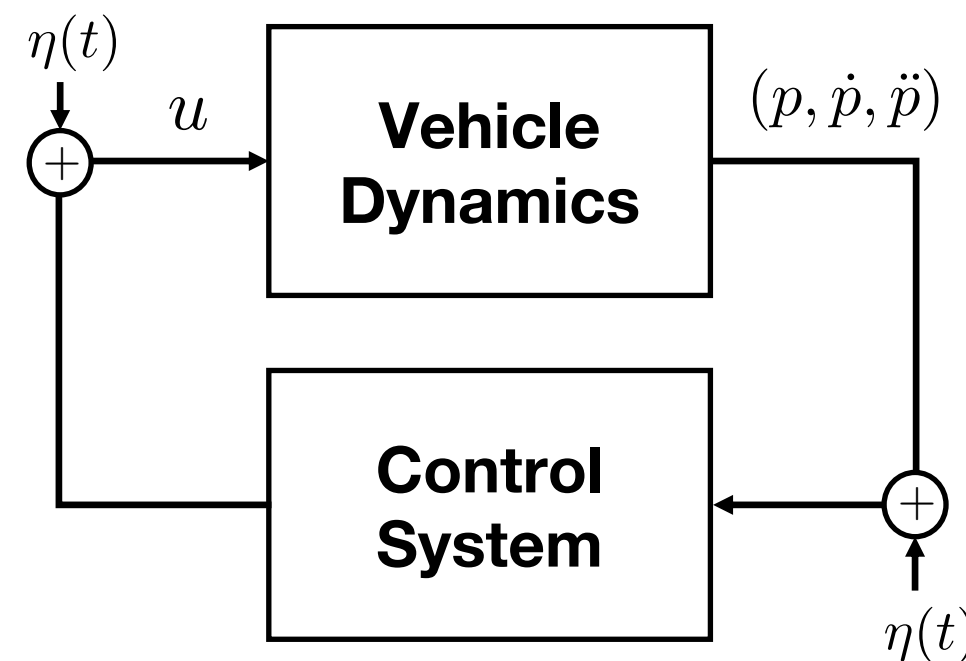 η(t)
u
Vehicle
Dynamics
(p, ṗ, p̈)
+
Control
System
+
η(t)